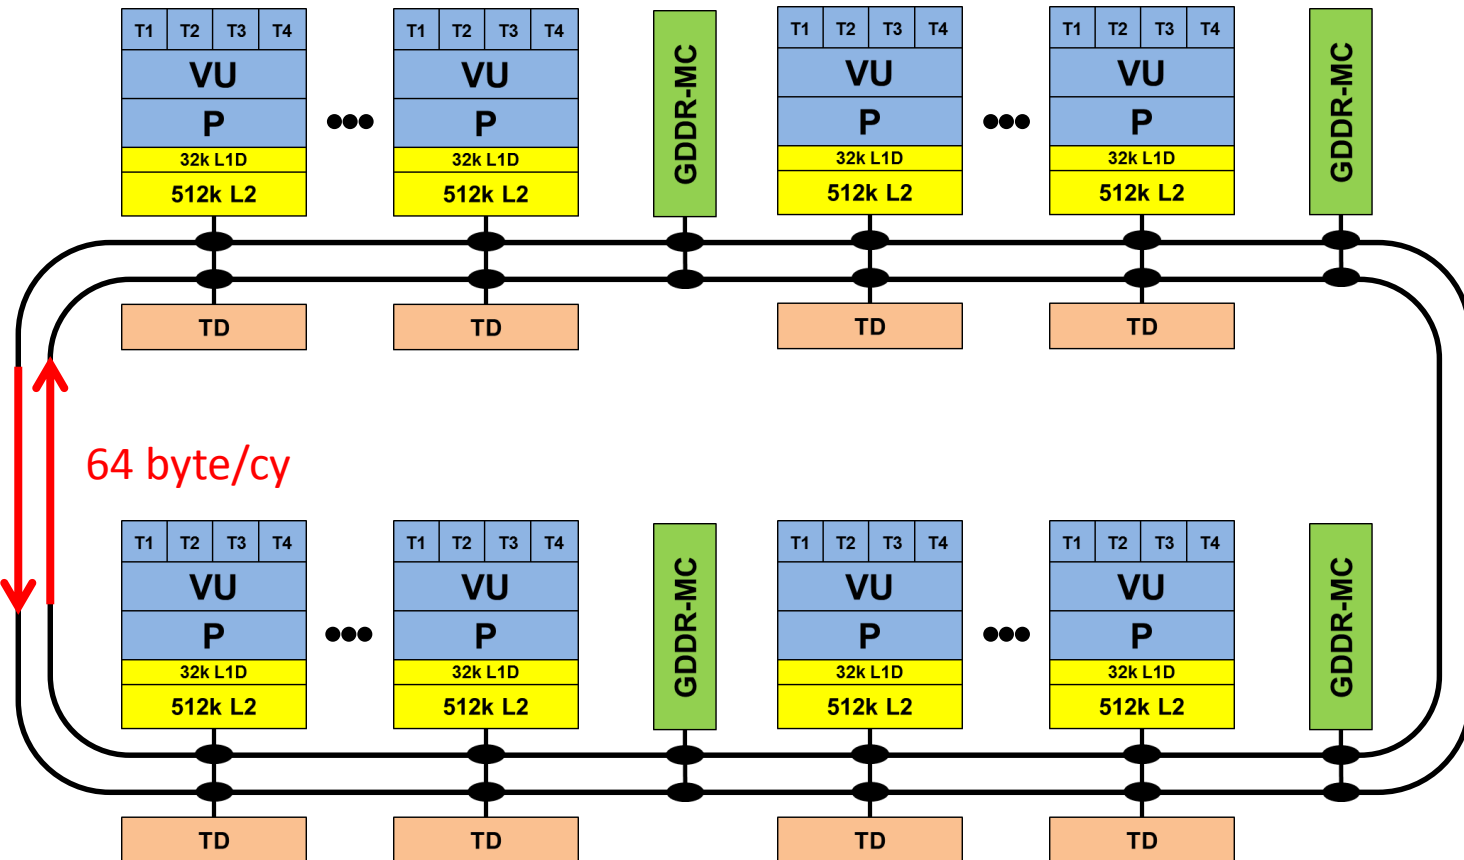 T1 T2 T3 T4 T1 T2 T3 T4 T1 T2 T3 T4 T1 T2 T3 T4
VU VU GDDR-MC VU VU GDDR-MC
P P P P
32k L1D 32k L1D 32k L1D 32k L1D
512k L2 512k L2 512k L2 512k L2
TD TD TD TD
64 byte/cy
T1 T2 T3 T4 T1 T2 T3 T4 T1 T2 T3 T4 T1 T2 T3 T4
VU VU GDDR-MC VU VU GDDR-MC
P P P P
32k L1D 32k L1D 32k L1D 32k L1D
512k L2 512k L2 512k L2 512k L2
TD TD TD TD